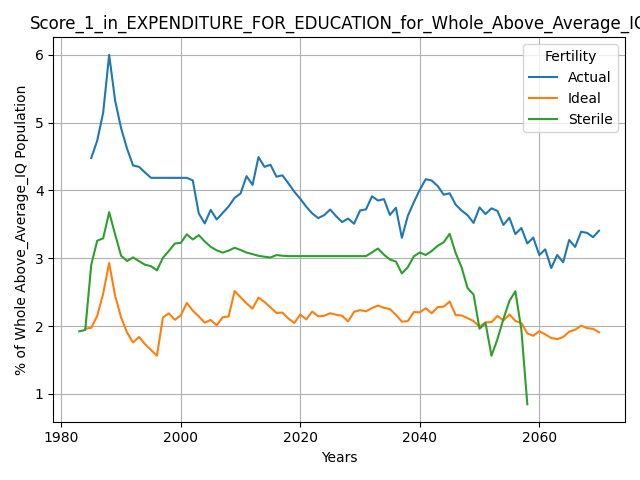 Score_1_in_EXPENDITURE_FOR_EDUCATION_for_Whole_Above_Average_IQ
Fertility
Actual
Ideal
Sterile
% of Whole Above_Average_IQ Population
6
5
4
3
2
1
1980 2000 2020 2040 2060
Years